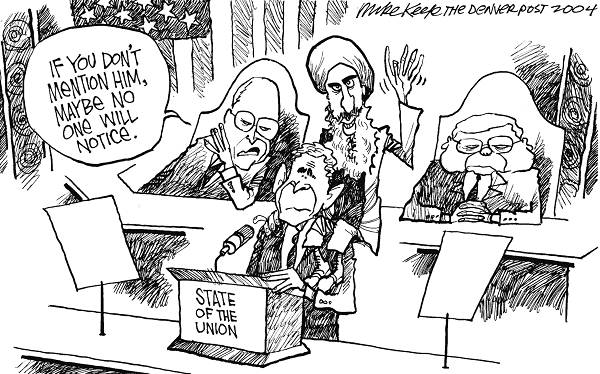 Mike Keefe THE DENVER POST 2004
IF YOU DON'T
MENTION HIM,
MAYBE NO
ONE WILL
NOTICE.
STATE
OF THE
UNION